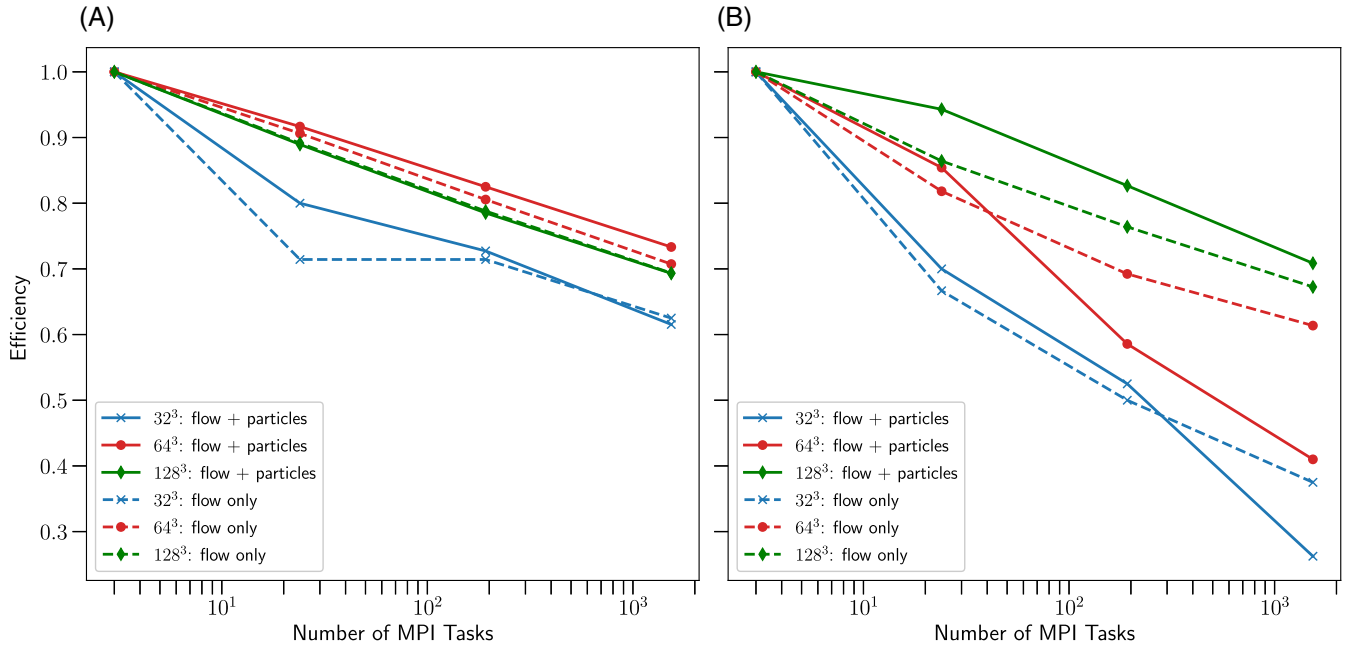 (A)
1.0
0.9
0.8
0.7
0.6
0.5
0.4
0.3
Efficiency
32³: flow + particles
64³: flow + particles
128³: flow + particles
32³: flow only
64³: flow only
128³: flow only
10¹
10²
10³
Number of MPI Tasks
(B)
32³: flow + particles
64³: flow + particles
128³: flow + particles
32³: flow only
64³: flow only
128³: flow only
10¹
10²
10³
Number of MPI Tasks